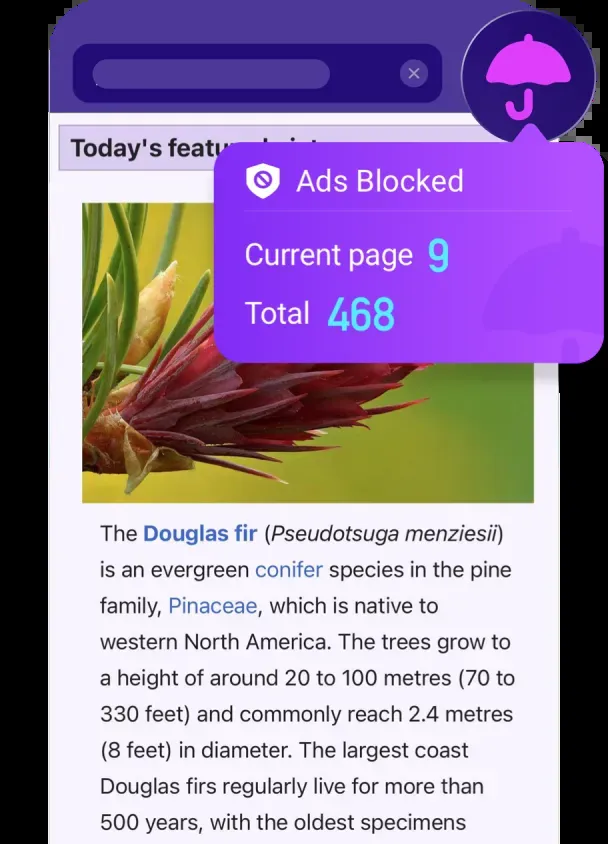 Today's
Ads Blocked
Current page 9
Total 468
The Douglas fir (Pseudotsuga menziesii)
is an evergreen conifer species in the pine
family, Pinaceae, which is native to
western North America. The trees grow to
a height of around 20 to 100 metres (70 to
330 feet) and commonly reach 2.4 metres
(8 feet) in diameter. The largest coast
Douglas firs regularly live for more than
500 years, with the oldest specimens